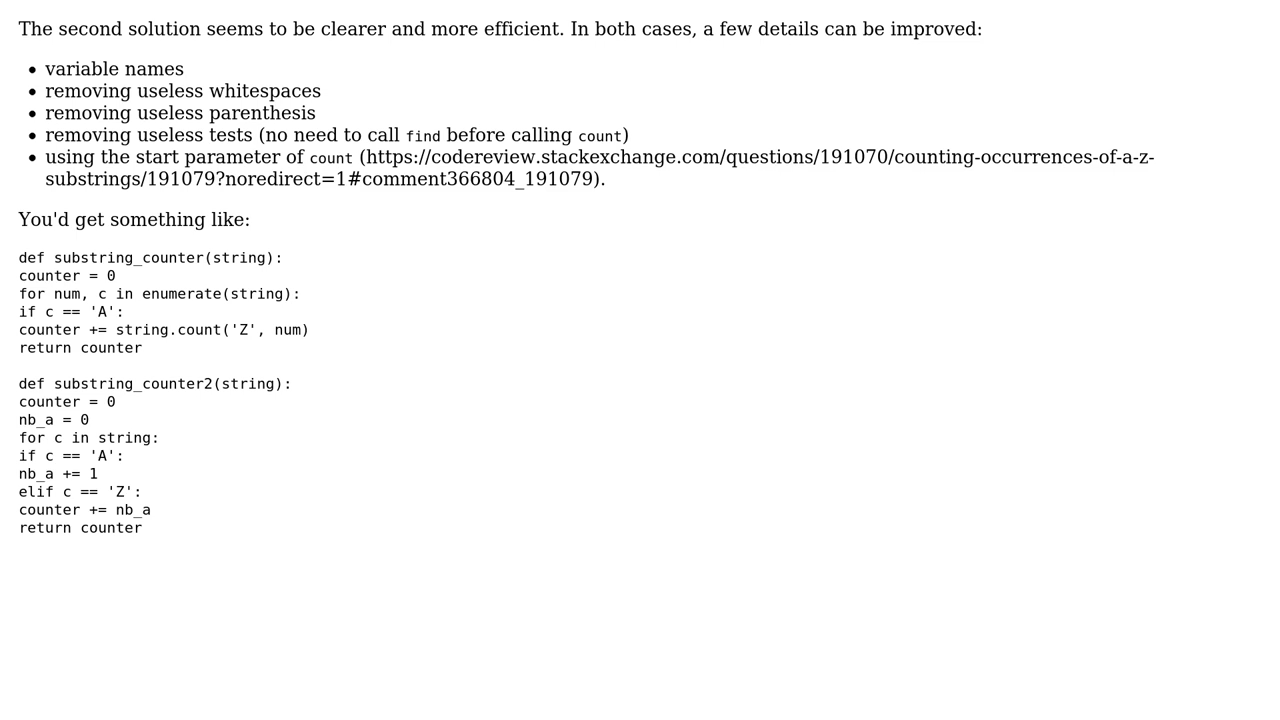 The second solution seems to be clearer and more efficient. In both cases, a few details can be improved:
• variable names
• removing useless whitespaces
• removing useless parenthesis
• removing useless tests (no need to call find before calling count)
• using the start parameter of count (https://codereview.stackexchange.com/questions/191070/counting-occurrences-of-a-z-
substrings/191079?noredirect=1#comment366804_191079).
You'd get something like:
def substring_counter(string):
counter = 0
for num, c in enumerate(string):
if c == 'A':
counter += string.count('Z', num)
return counter
def substring_counter2(string):
counter = 0
nb_a = 0
for c in string:
if c == 'A':
nb_a += 1
elif c == 'Z':
counter += nb_a
return counter